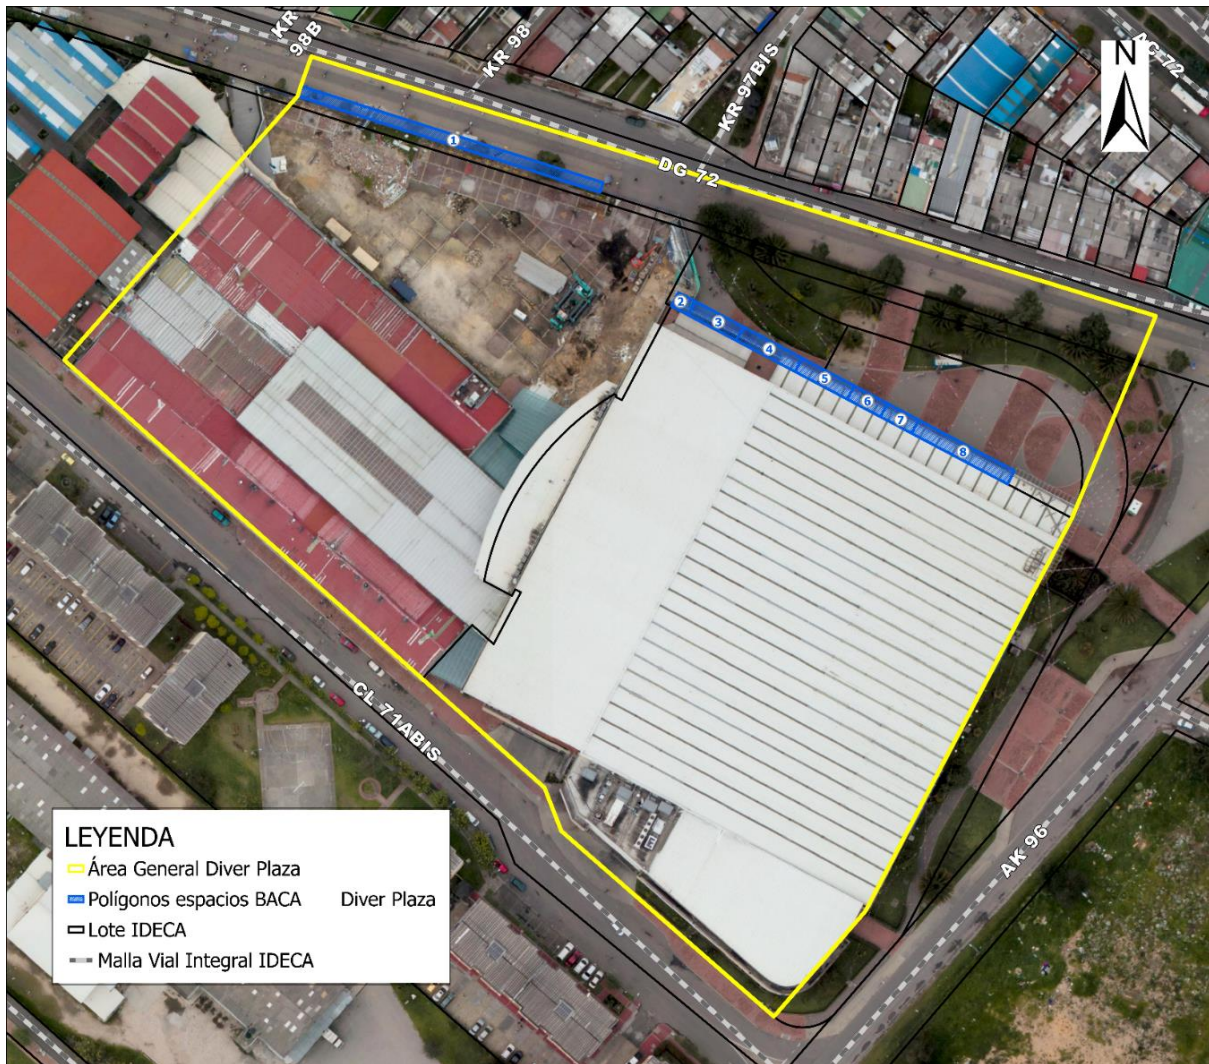 KR
98B
KR 98
KR 97BIS
AC 72
N
DG 72
1
2
3
4
5
6
7
8
CL 71ABIS
AK 96
LEYENDA
Área General Diver Plaza
Polígonos espacios BACA Diver Plaza
Lote IDECA
Malla Vial Integral IDECA